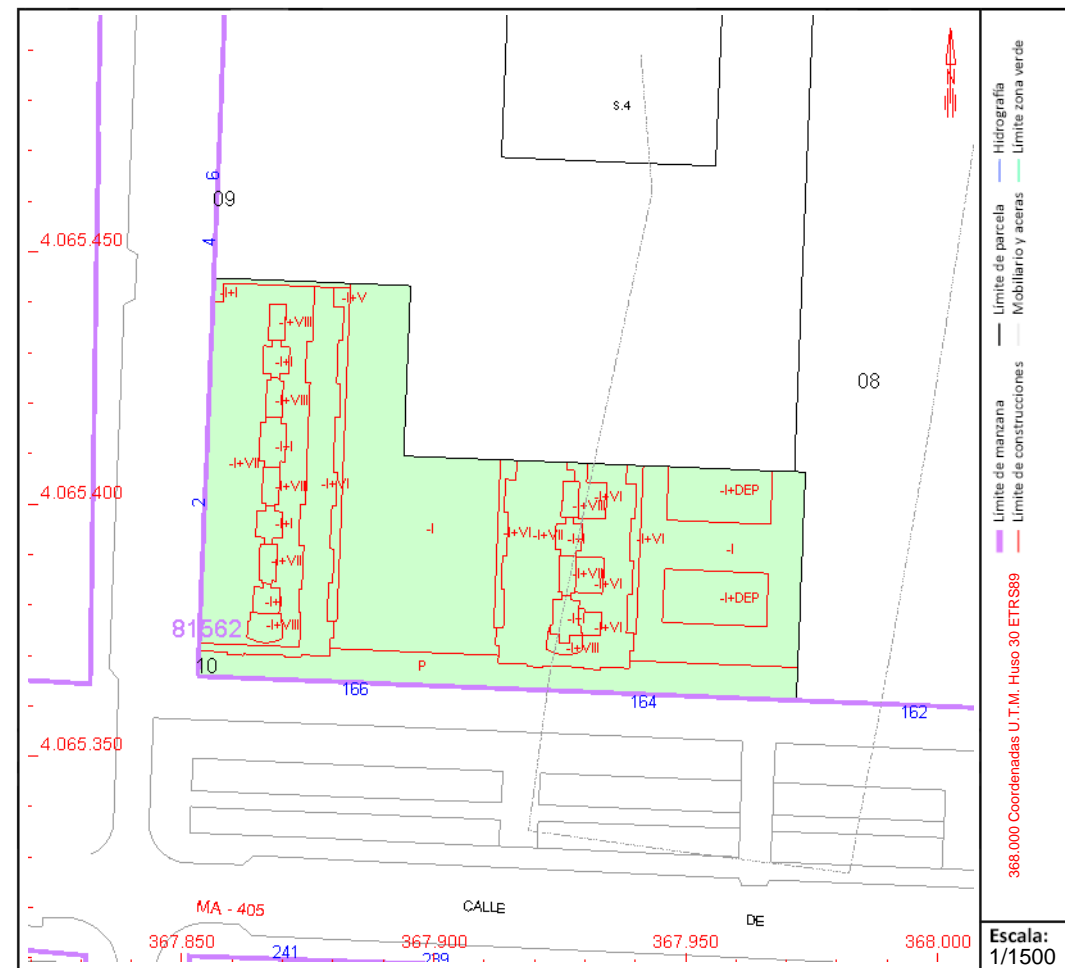 S.4
N
6
09
4
4.065.450
-I+I
-I+V
-I+VIII
-I+I
08
-I+VIII
-I+I
-I+VII
-I+VII
-I+VI
2
4.065.400
-I+I
-I
-I+VI
-I+VII
-I+VIII
-I+VI
-I+I
-I+VI
-I+DEP
-I
-I+VII
-I+VII
-I+VI
-I+DEP
-I+I
-I+VIII
-I+I
-I+VI
-I+VIII
81562
10
P
166
164
162
4.065.350
MA - 405
CALLE
DE
367.850
367.900
367.950
368.000
241
289
Hidrografía
Límite zona verde
Límite de parcela
Mobiliario y aceras
Límite de manzana
Límite de construcciones
368.000 Coordenadas U.T.M. Huso 30 ETRS89
Escala:
1/1500